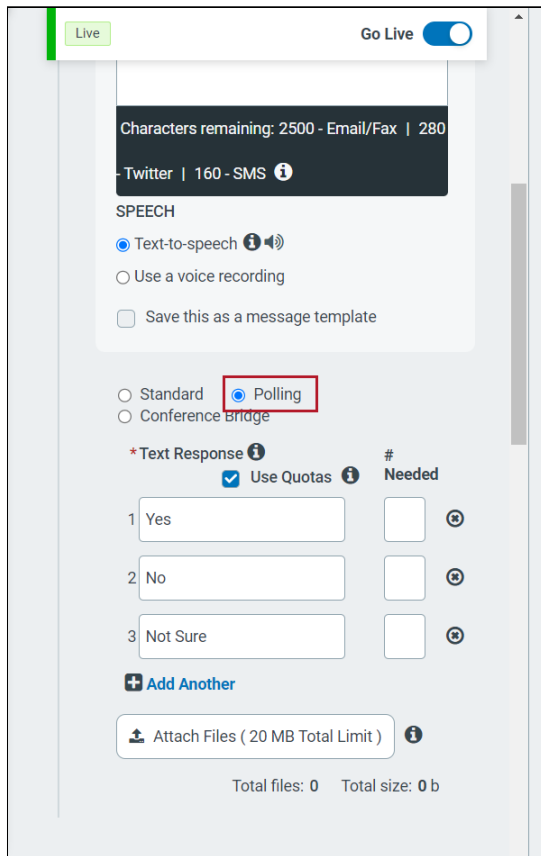 Live
Go Live
Characters remaining: 2500 - Email/Fax | 280
- Twitter | 160 - SMS
SPEECH
Text-to-speech
Use a voice recording
Save this as a message template
Standard Polling
Conference Bridge
*Text Response
#
Use Quotas Needed
1 Yes
2 No
3 Not Sure
Add Another
Attach Files ( 20 MB Total Limit )
Total files: 0 Total size: 0 b